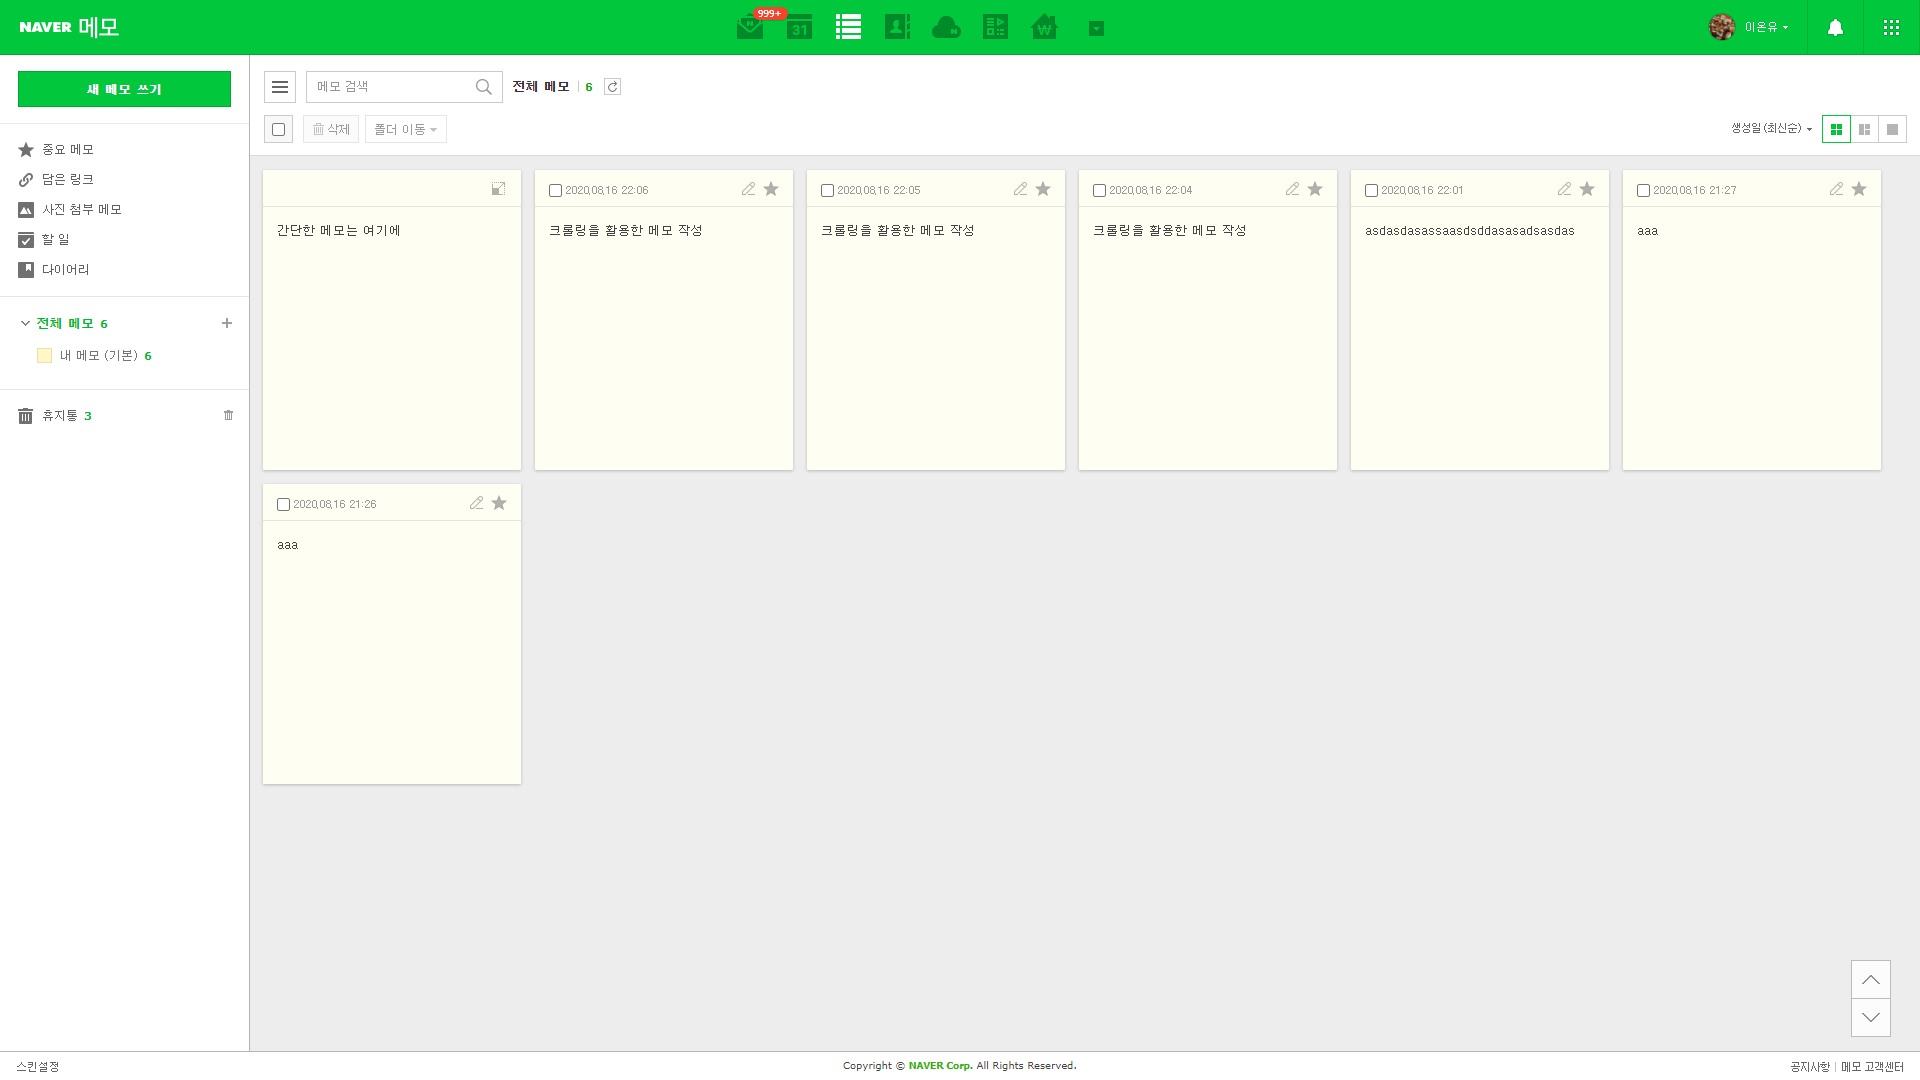 NAVER 메모
999+
31
이온유
새 메모 쓰기
메모 검색
전체 메모 6
삭제
폴더 이동
생성일 (최신순)
중요 메모
담은 링크
사진 첨부 메모
할 일
다이어리
전체 메모 6
내 메모 (기본) 6
휴지통 3
간단한 메모는 여기에
2020.08.16 22:06
크롤링을 활용한 메모 작성
2020.08.16 22:05
크롤링을 활용한 메모 작성
2020.08.16 22:04
크롤링을 활용한 메모 작성
2020.08.16 22:01
asdasdasassaasdsddasasadsasdas
2020.08.16 21:27
aaa
2020.08.16 21:26
aaa
스킨설정
Copyright © NAVER Corp. All Rights Reserved.
공지사항 | 메모 고객센터